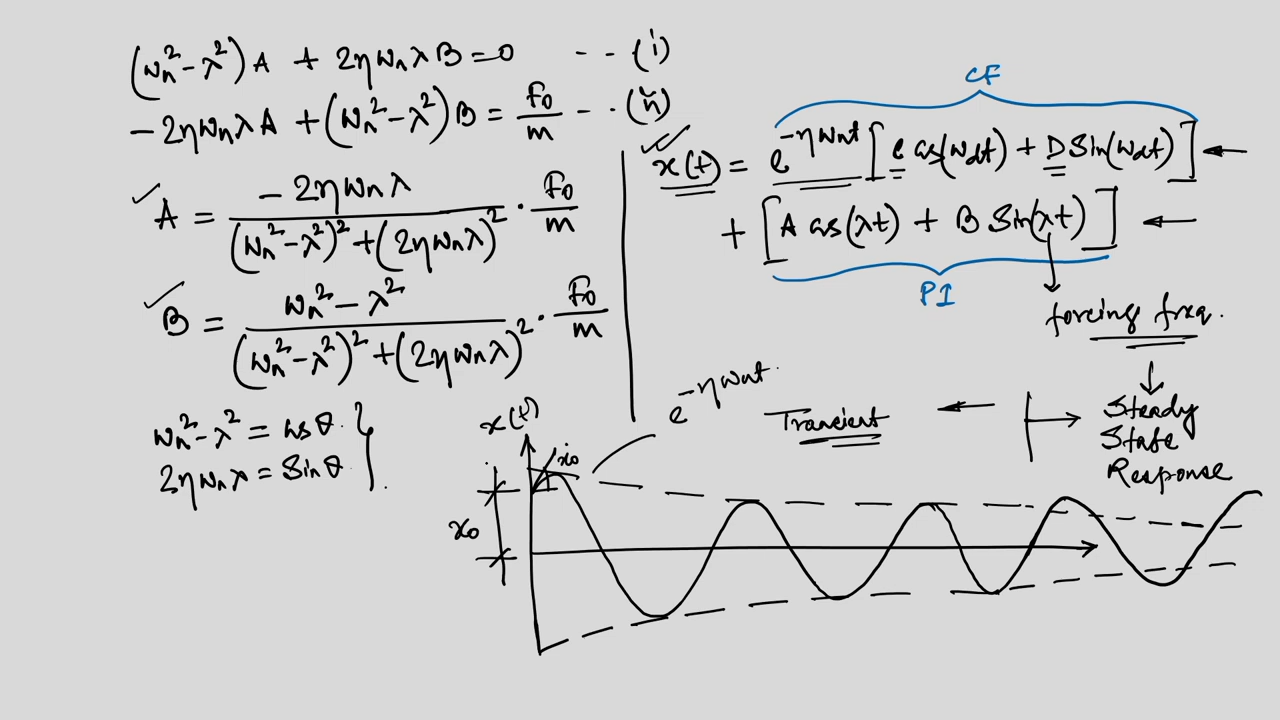 (ωn² − λ²) A + 2ηωnλ B = 0 -- (i)
− 2ηωnλ A + (ωn² − λ²) B = F0/m -- (ii)
A = − 2ηωnλ / (ωn² − λ²)² + (2ηωnλ)² · F0/m
B = ωn² − λ² / (ωn² − λ²)² + (2ηωnλ)² · F0/m
ωn² − λ² = cos θ
2ηωnλ = Sin θ
CF
x(t) = e^−ηωnt [C cos(ωdt) + D Sin(ωdt)]
+ [A cos(λt) + B Sin(λt)]
PI
forcing freq.
Steady
State
Response
Transient
e^−ηωnt
x(t)
ẋ0
x0